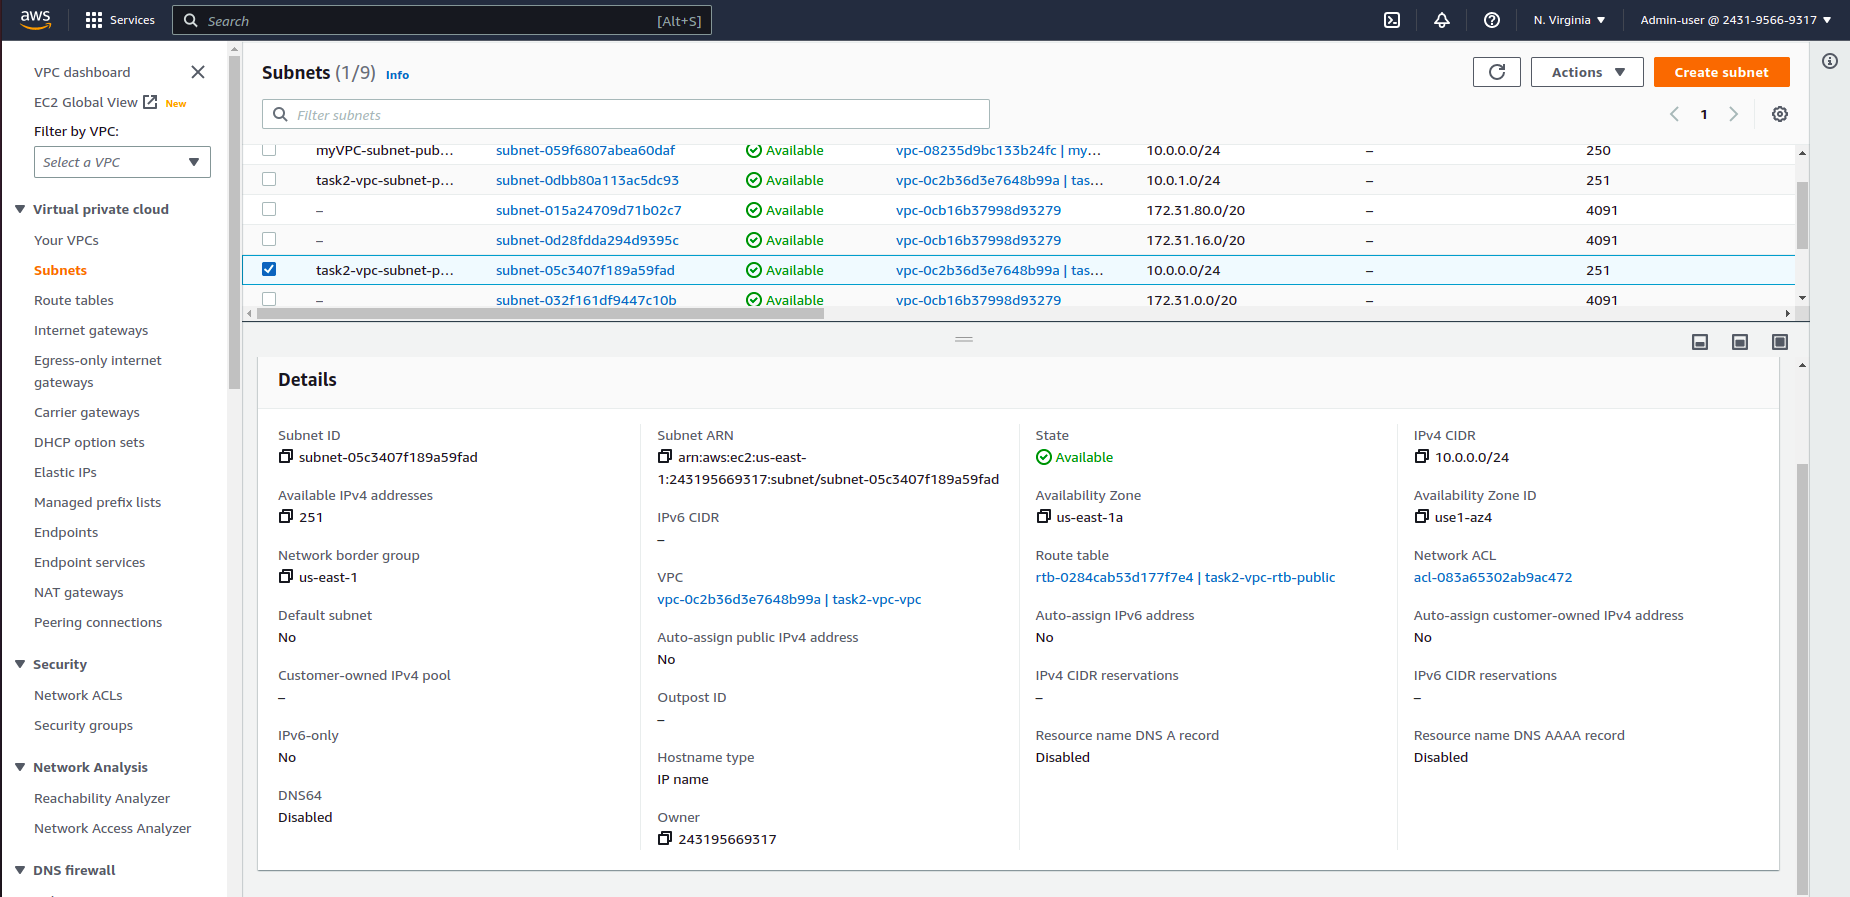 aws Services Search [Alt+S] N. Virginia Admin-user @ 2431-9566-9317
VPC dashboard
EC2 Global View New
Filter by VPC:
Select a VPC
Virtual private cloud
Your VPCs
Subnets
Route tables
Internet gateways
Egress-only internet
gateways
Carrier gateways
DHCP option sets
Elastic IPs
Managed prefix lists
Endpoints
Endpoint services
NAT gateways
Peering connections
Security
Network ACLs
Security groups
Network Analysis
Reachability Analyzer
Network Access Analyzer
DNS firewall
Subnets (1/9) Info Actions Create subnet
Filter subnets 1
myVPC-subnet-pub... subnet-059f6807abea60daf Available vpc-08235d9bc133b24fc | my... 10.0.0.0/24 – 250
task2-vpc-subnet-p... subnet-0dbb80a113ac5dc93 Available vpc-0c2b36d3e7648b99a | tas... 10.0.1.0/24 – 251
– subnet-015a24709d71b02c7 Available vpc-0cb16b37998d93279 172.31.80.0/20 – 4091
– subnet-0d28fdda294d9395c Available vpc-0cb16b37998d93279 172.31.16.0/20 – 4091
task2-vpc-subnet-p... subnet-05c3407f189a59fad Available vpc-0c2b36d3e7648b99a | tas... 10.0.0.0/24 – 251
– subnet-032f161df9447c10b Available vpc-0cb16b37998d93279 172.31.0.0/20 – 4091
Details
Subnet ID
subnet-05c3407f189a59fad
Available IPv4 addresses
251
Network border group
us-east-1
Default subnet
No
Customer-owned IPv4 pool
–
IPv6-only
No
DNS64
Disabled
Subnet ARN
arn:aws:ec2:us-east-
1:243195669317:subnet/subnet-05c3407f189a59fad
IPv6 CIDR
–
VPC
vpc-0c2b36d3e7648b99a | task2-vpc-vpc
Auto-assign public IPv4 address
No
Outpost ID
–
Hostname type
IP name
Owner
243195669317
State
Available
Availability Zone
us-east-1a
Route table
rtb-0284cab53d177f7e4 | task2-vpc-rtb-public
Auto-assign IPv6 address
No
IPv4 CIDR reservations
–
Resource name DNS A record
Disabled
IPv4 CIDR
10.0.0.0/24
Availability Zone ID
use1-az4
Network ACL
acl-083a65302ab9ac472
Auto-assign customer-owned IPv4 address
No
IPv6 CIDR reservations
–
Resource name DNS AAAA record
Disabled